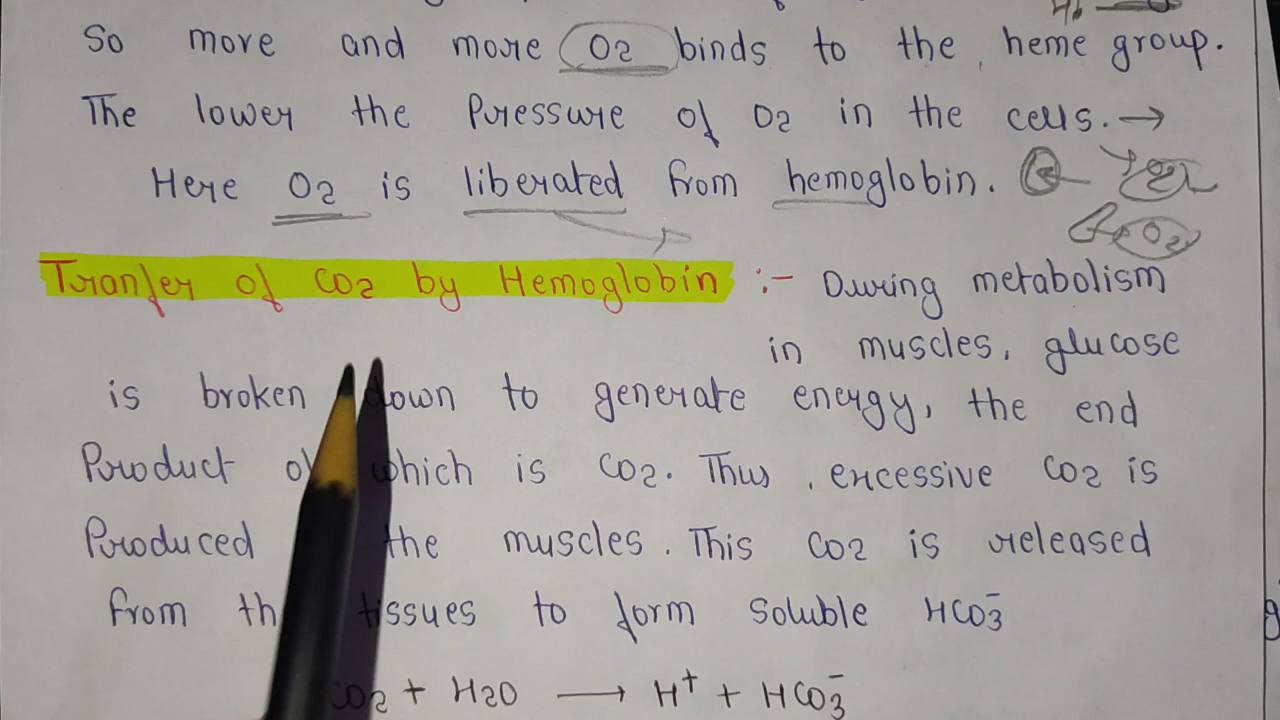 So more and more O2 binds to the heme group.
The lower the Pressure of O2 in the cells. →
Here O2 is liberated from hemoglobin.
O2
Tranfer of CO2 by Hemoglobin :- During metabolism
in muscles, glucose
is broken down to generate energy, the end
Product of which is CO2. Thus, excessive CO2 is
Produced the muscles. This CO2 is released
from the tissues to form soluble HCO3⁻
CO2 + H2O ⟶ H⁺ + HCO3⁻